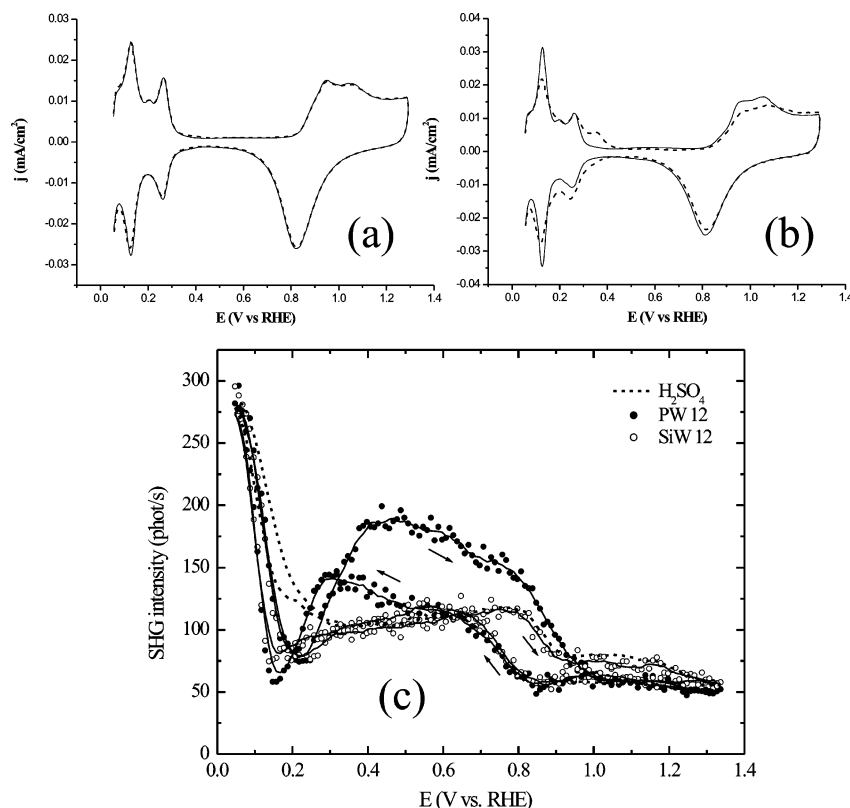 0.03
0.02
0.01
0.00
-0.01
-0.02
-0.03
j (mA/cm²)
0.0 0.2 0.4 0.6 0.8 1.0 1.2 1.4
E (V vs RHE)
(a)
0.04
0.03
0.02
0.01
0.00
-0.01
-0.02
-0.03
-0.04
j (mA/cm²)
0.0 0.2 0.4 0.6 0.8 1.0 1.2 1.4
E (V vs RHE)
(b)
300
250
200
150
100
50
0
SHG intensity (phot/s)
H₂SO₄
PW12
SiW12
(c)
0.0 0.2 0.4 0.6 0.8 1.0 1.2 1.4
E (V vs. RHE)